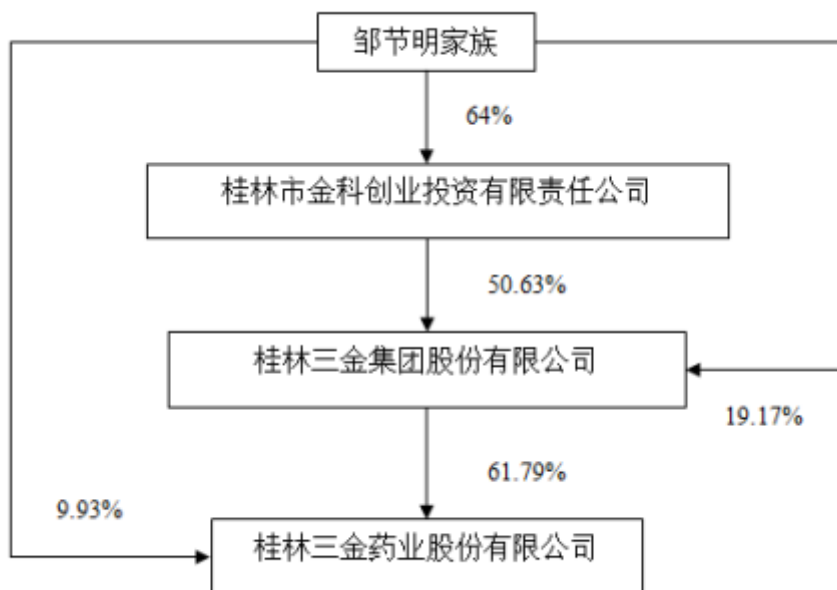 邹节明家族
64%
桂林市金科创业投资有限责任公司
50.63%
桂林三金集团股份有限公司
19.17%
61.79%
9.93%
桂林三金药业股份有限公司